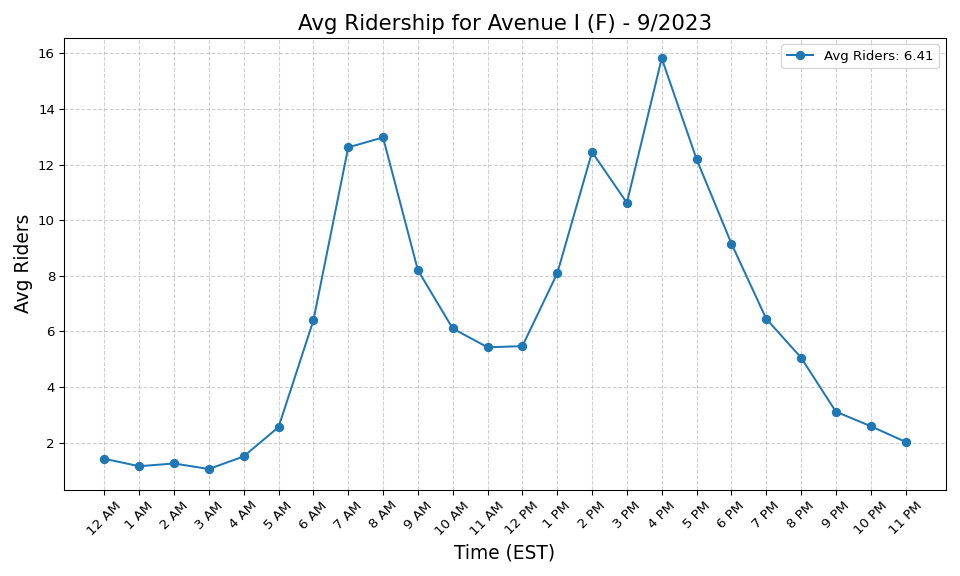 Avg Ridership for Avenue I (F) - 9/2023
Avg Riders: 6.41
Avg Riders
16
14
12
10
8
6
4
2
12 AM
1 AM
2 AM
3 AM
4 AM
5 AM
6 AM
7 AM
8 AM
9 AM
10 AM
11 AM
12 PM
1 PM
2 PM
3 PM
4 PM
5 PM
6 PM
7 PM
8 PM
9 PM
10 PM
11 PM
Time (EST)